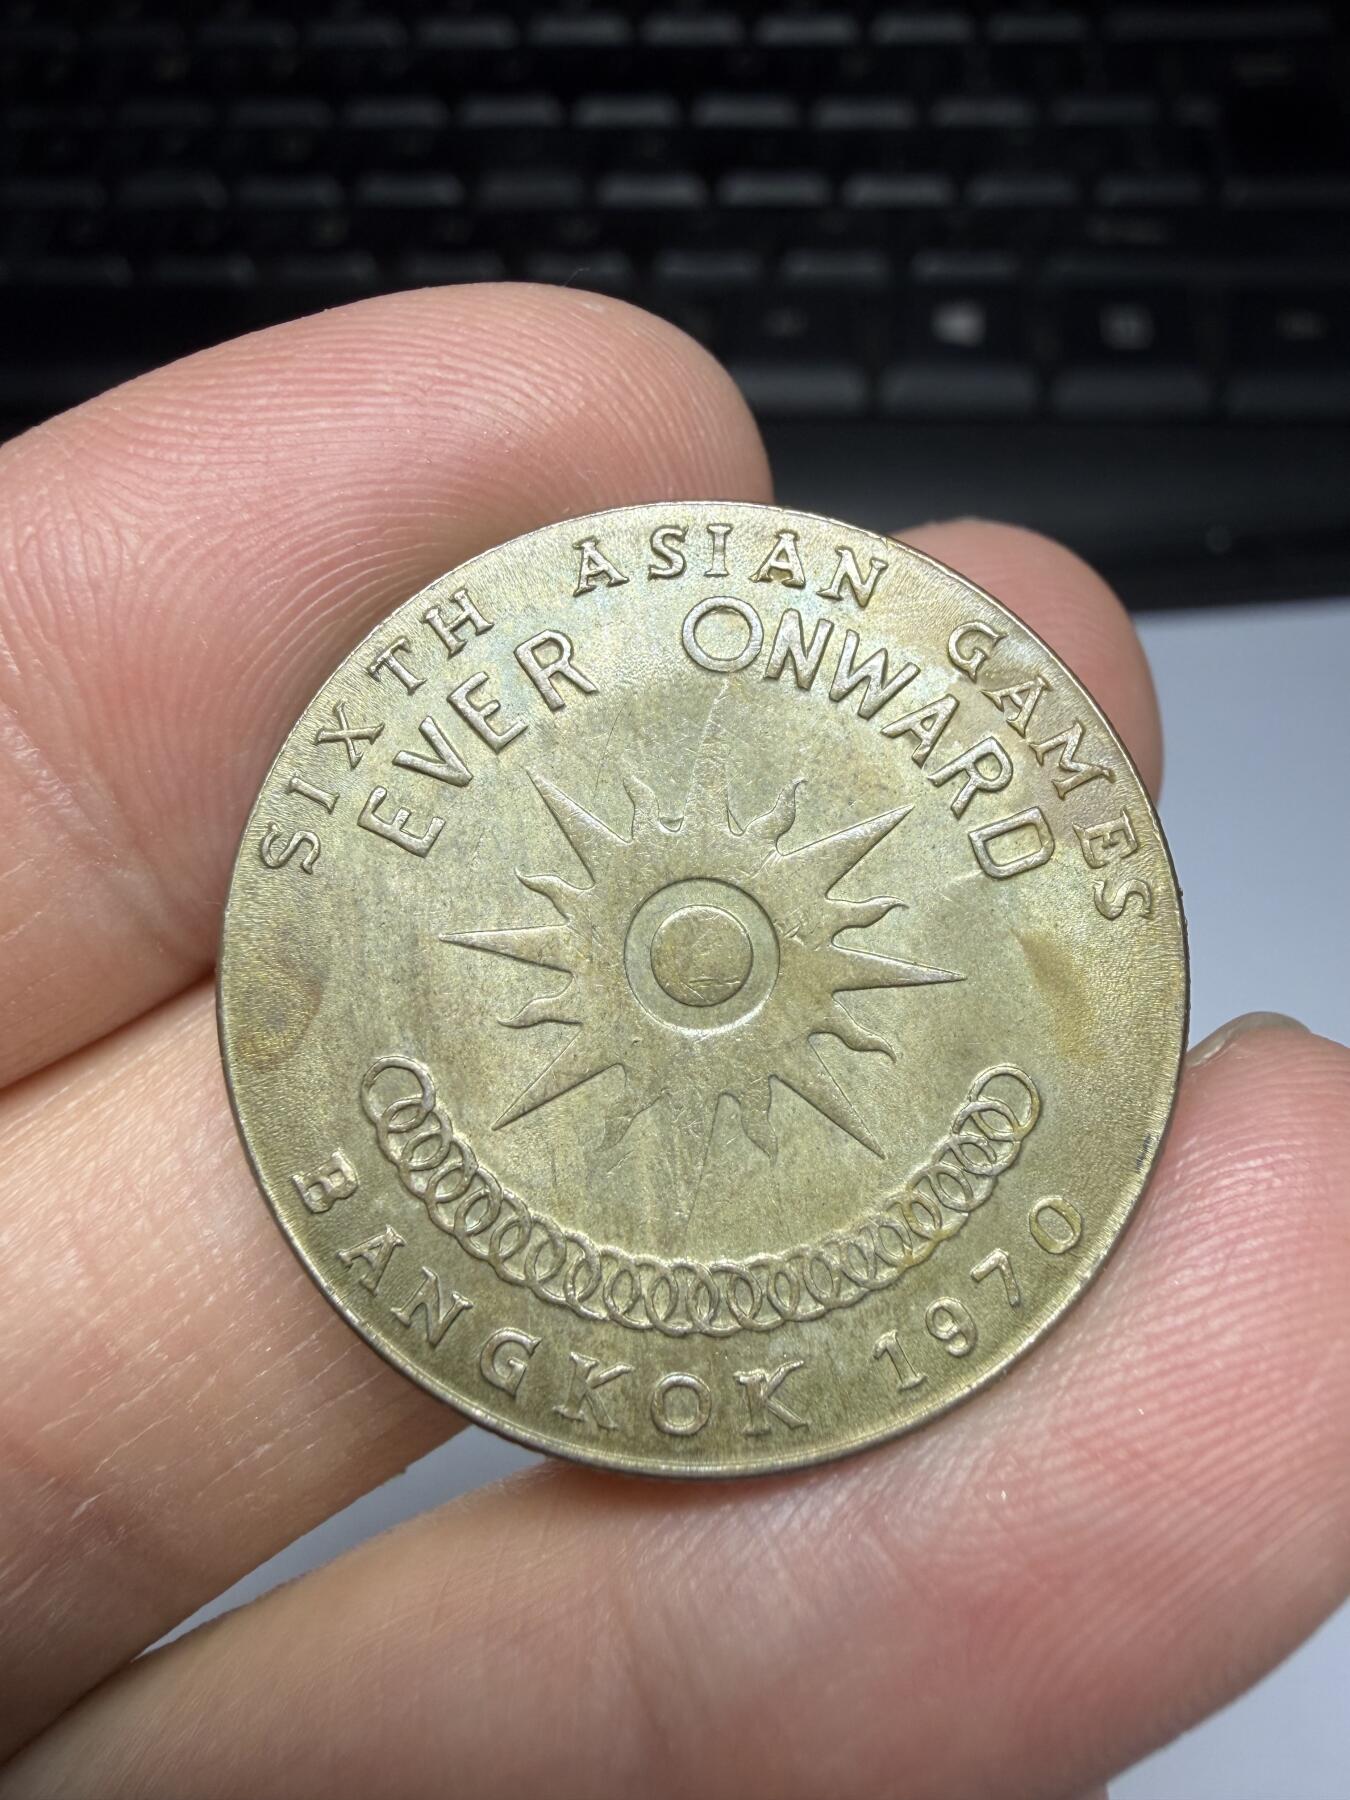 SIXTH ASIAN GAMES
EVER ONWARD
BANGKOK 1970